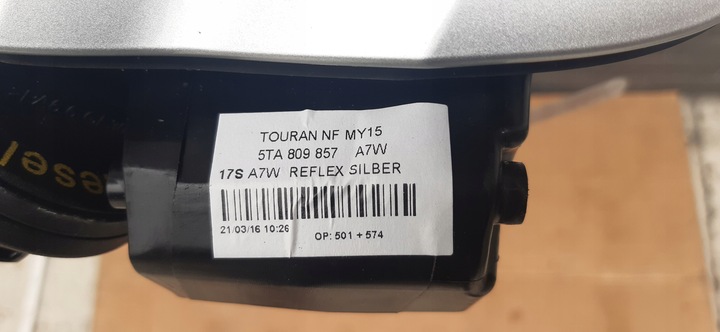 TOURAN NF MY15
5TA 809 857 A7W
17S A7W REFLEX SILBER
21/03/16 10:26
OP: 501 + 574
esel